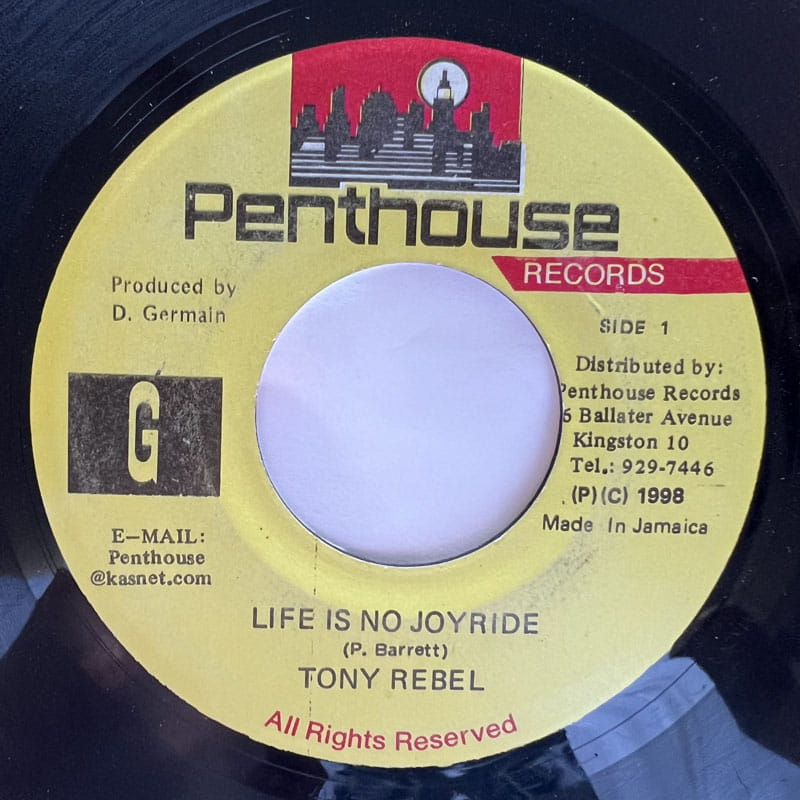 Penthouse
RECORDS
Produced by
D. Germain
G
E-MAIL:
Penthouse
@kasnet.com
SIDE 1
Distributed by:
Penthouse Records
6 Ballater Avenue
Kingston 10
Tel.: 929-7446
(P)(C) 1998
Made In Jamaica
LIFE IS NO JOYRIDE
(P. Barrett)
TONY REBEL
All Rights Reserved